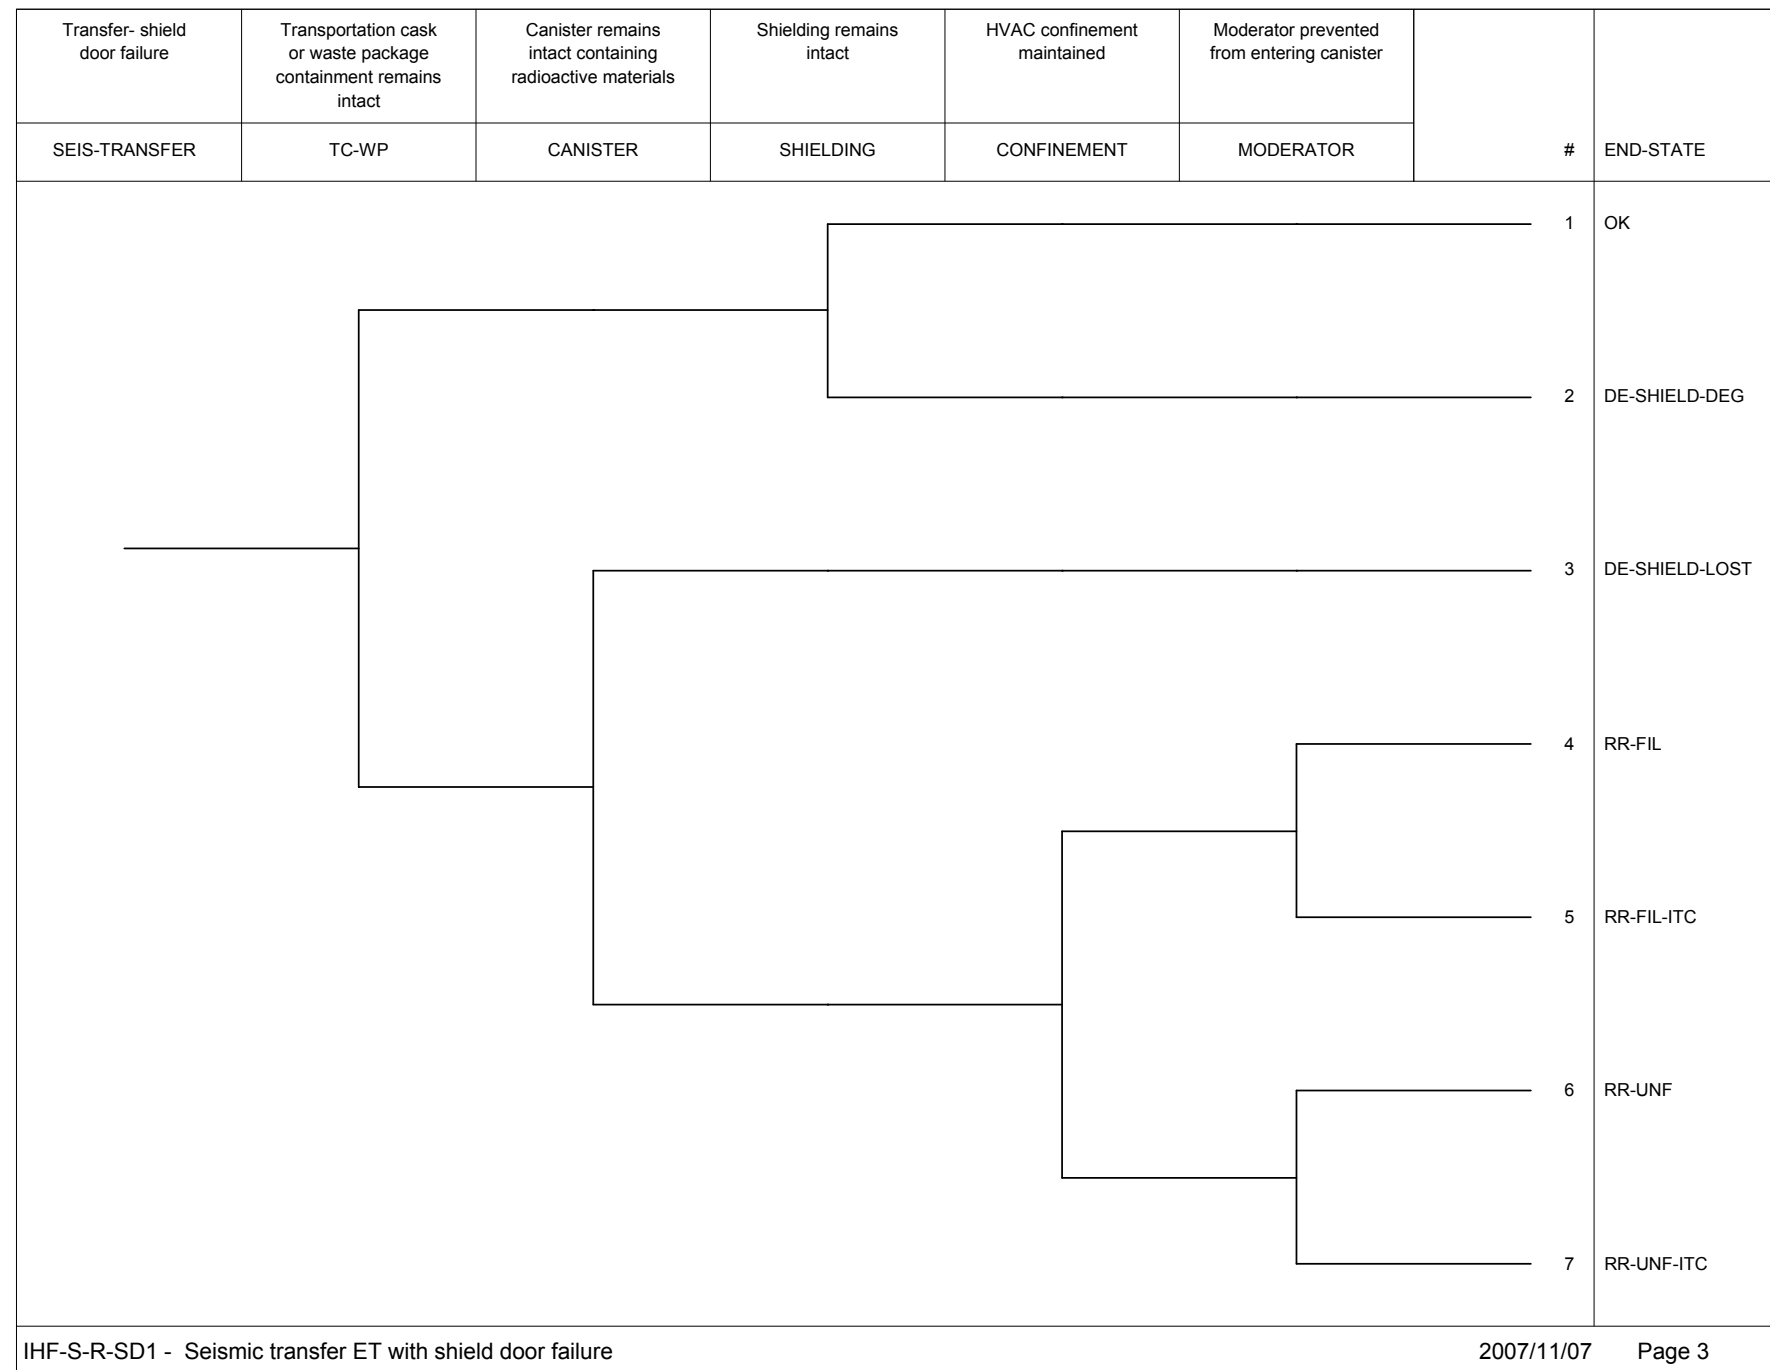 Transfer- shield
door failure
Transportation cask
or waste package
containment remains
intact
Canister remains
intact containing
radioactive materials
Shielding remains
intact
HVAC confinement
maintained
Moderator prevented
from entering canister
SEIS-TRANSFER
TC-WP
CANISTER
SHIELDING
CONFINEMENT
MODERATOR
#
END-STATE
1 OK
2 DE-SHIELD-DEG
3 DE-SHIELD-LOST
4 RR-FIL
5 RR-FIL-ITC
6 RR-UNF
7 RR-UNF-ITC
IHF-S-R-SD1 - Seismic transfer ET with shield door failure
2007/11/07 Page 3